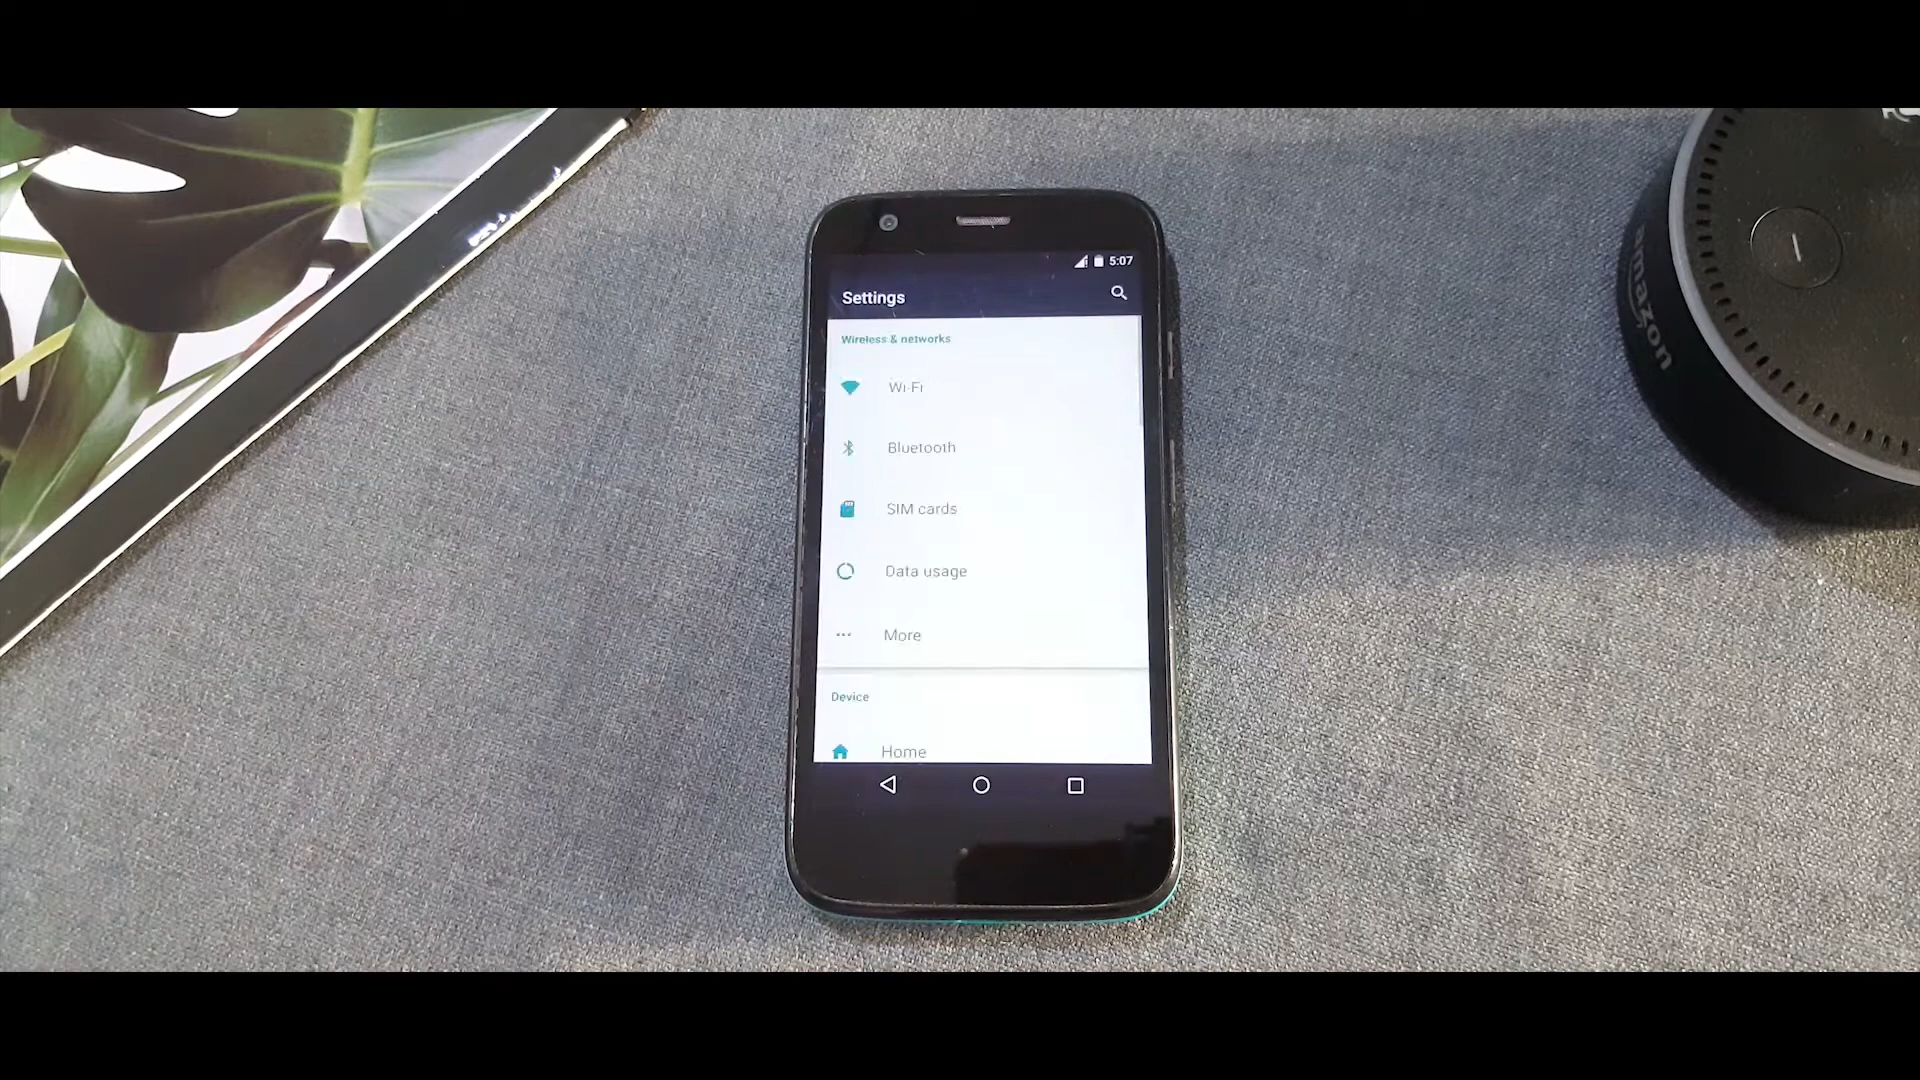 5:07
Settings
Wireless & networks
Wi-Fi
Bluetooth
SIM cards
Data usage
More
Device
Home
amazon